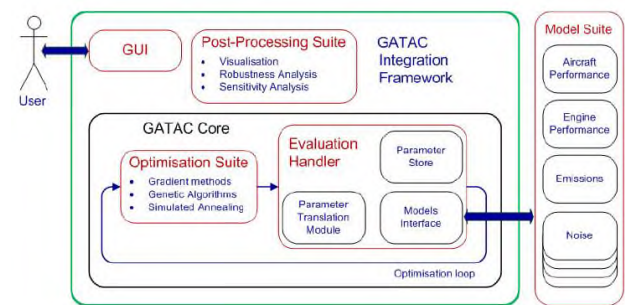 User
GUI
Post-Processing Suite
• Visualisation
• Robustness Analysis
• Sensitivity Analysis
GATAC
Integration
Framework
GATAC Core
Optimisation Suite
• Gradient methods
• Genetic Algorithms
• Simulated Annealing
Evaluation
Handler
Parameter
Store
Parameter
Translation
Module
Models
Interface
Optimisation loop
Model Suite
Aircraft
Performance
Engine
Performance
Emissions
Noise